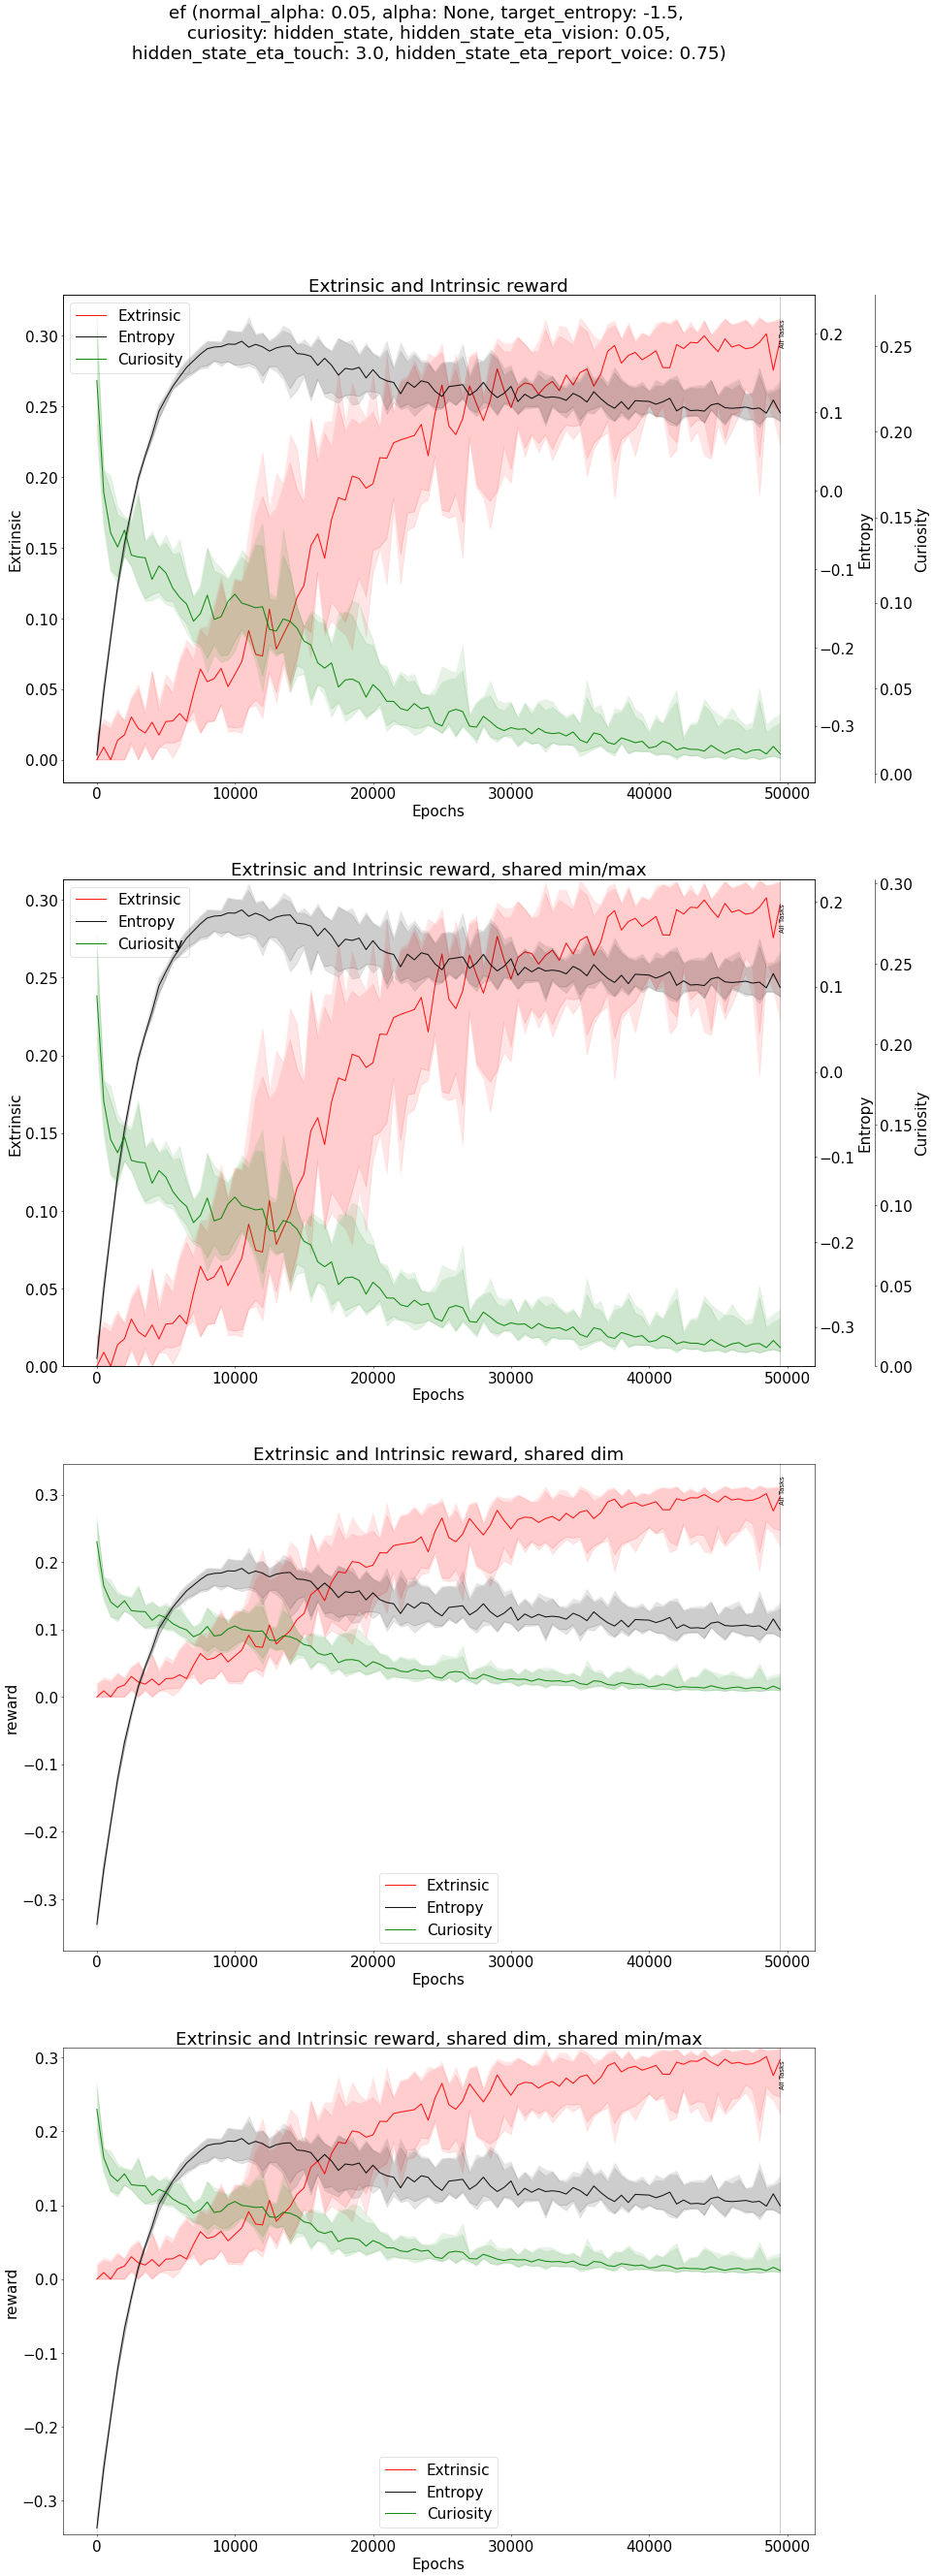 ef (normal_alpha: 0.05, alpha: None, target_entropy: -1.5,
curiosity: hidden_state, hidden_state_eta_vision: 0.05,
hidden_state_eta_touch: 3.0, hidden_state_eta_report_voice: 0.75)
Extrinsic and Intrinsic reward
Extrinsic
Entropy
Curiosity
All Tasks
0.30
0.25
0.20
0.15
0.10
0.05
0.00
Extrinsic
0.2
0.1
0.0
−0.1
−0.2
−0.3
Entropy
0.25
0.20
0.15
0.10
0.05
0.00
Curiosity
0 10000 20000 30000 40000 50000
Epochs
Extrinsic and Intrinsic reward, shared min/max
Extrinsic
Entropy
Curiosity
All Tasks
0.30
0.25
0.20
0.15
0.10
0.05
0.00
Extrinsic
0.2
0.1
0.0
−0.1
−0.2
−0.3
Entropy
0.30
0.25
0.20
0.15
0.10
0.05
0.00
Curiosity
0 10000 20000 30000 40000 50000
Epochs
Extrinsic and Intrinsic reward, shared dim
All Tasks
0.3
0.2
0.1
0.0
−0.1
−0.2
−0.3
reward
Extrinsic
Entropy
Curiosity
0 10000 20000 30000 40000 50000
Epochs
Extrinsic and Intrinsic reward, shared dim, shared min/max
All Tasks
0.3
0.2
0.1
0.0
−0.1
−0.2
−0.3
reward
Extrinsic
Entropy
Curiosity
0 10000 20000 30000 40000 50000
Epochs